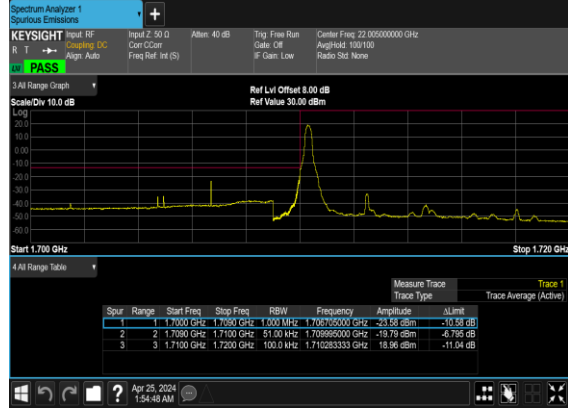 Spectrum Analyzer 1
Spurious Emissions
+
KEYSIGHT Input: RF Input Z: 50 Ω Atten: 40 dB Trig: Free Run Center Freq: 22.005000000 GHz
R T Coupling: DC Corr CCorr Gate: Off Avg|Hold: 100/100
Align: Auto Freq Ref: Int (S) IF Gain: Low Radio Std: None
PASS
3 All Range Graph
Ref Lvl Offset 8.00 dB
Scale/Div 10.0 dB Ref Value 30.00 dBm
Log
20.0
10.0
0.00
-10.0
-20.0
-30.0
-40.0
-50.0
-60.0
Start 1.700 GHz Stop 1.720 GHz
4 All Range Table
Measure Trace Trace 1
Trace Type Trace Average (Active)
Spur Range Start Freq Stop Freq RBW Frequency Amplitude ΔLimit
1 1 1.7000 GHz 1.7090 GHz 1.000 MHz 1.706705000 GHz -23.58 dBm -10.58 dB
2 2 1.7090 GHz 1.7100 GHz 51.00 kHz 1.709995000 GHz -19.79 dBm -6.795 dB
3 3 1.7100 GHz 1.7200 GHz 100.0 kHz 1.710283333 GHz 18.96 dBm -11.04 dB
? Apr 25, 2024
1:54:48 AM